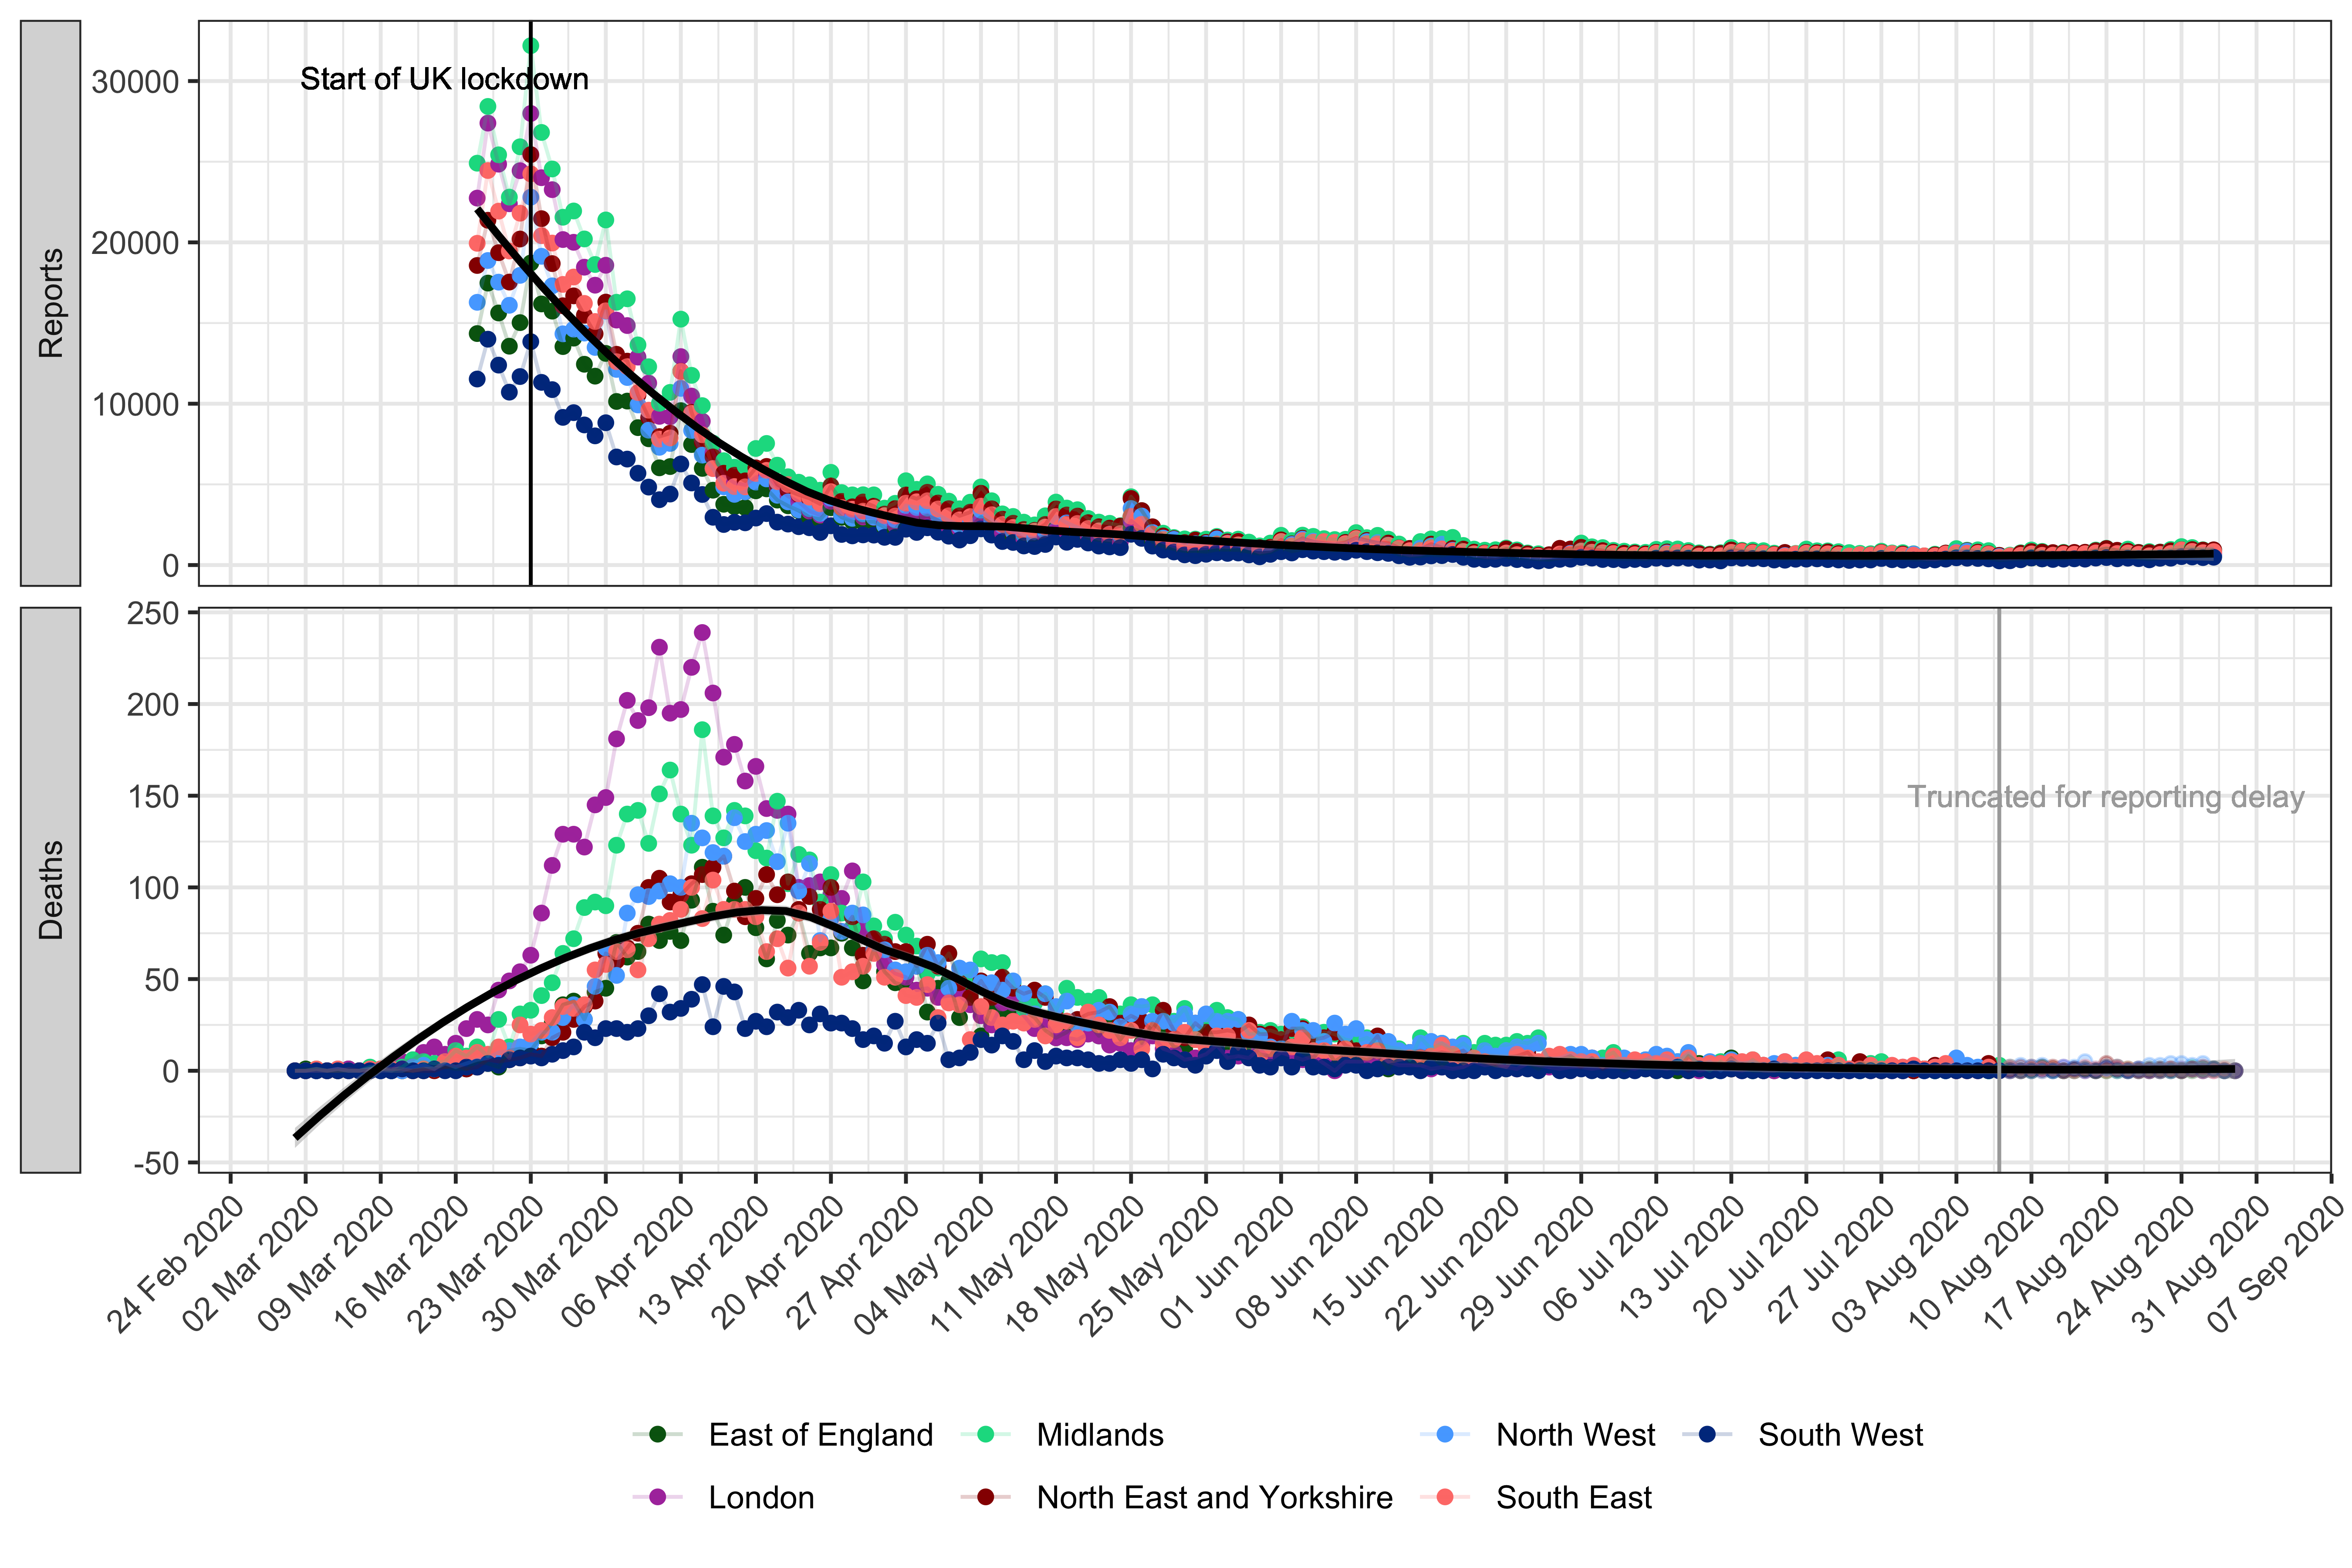 Reports
30000
20000
10000
0
Start of UK lockdown
Deaths
250
200
150
100
50
0
-50
Truncated for reporting delay
24 Feb 2020
02 Mar 2020
09 Mar 2020
16 Mar 2020
23 Mar 2020
30 Mar 2020
06 Apr 2020
13 Apr 2020
20 Apr 2020
27 Apr 2020
04 May 2020
11 May 2020
18 May 2020
25 May 2020
01 Jun 2020
08 Jun 2020
15 Jun 2020
22 Jun 2020
29 Jun 2020
06 Jul 2020
13 Jul 2020
20 Jul 2020
27 Jul 2020
03 Aug 2020
10 Aug 2020
17 Aug 2020
24 Aug 2020
31 Aug 2020
07 Sep 2020
East of England
Midlands
North West
South West
London
North East and Yorkshire
South East